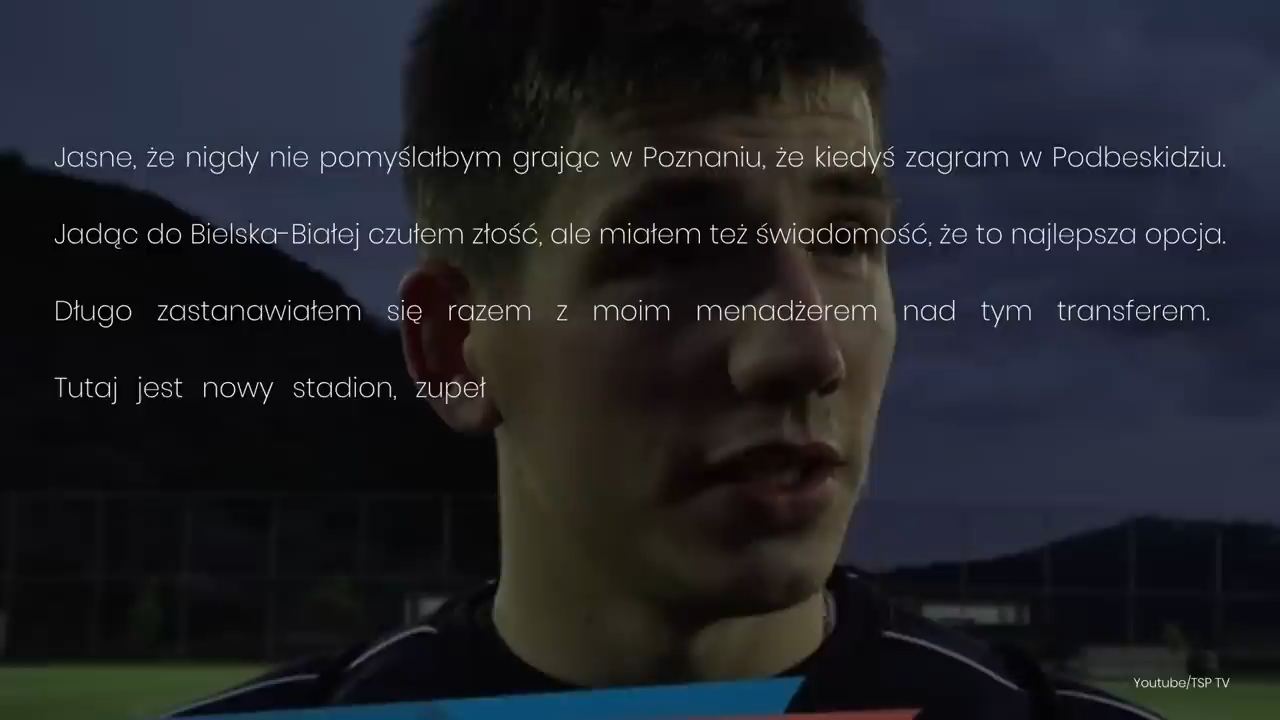 Jasne, że nigdy nie pomyślałbym grając w Poznaniu, że kiedyś zagram w Podbeskidziu.
Jadąc do Bielska-Białej czułem złość, ale miałem też świadomość, że to najlepsza opcja.
Długo zastanawiałem się razem z moim menadżerem nad tym transferem.
Tutaj jest nowy stadion, zupeł
Youtube/TSP TV